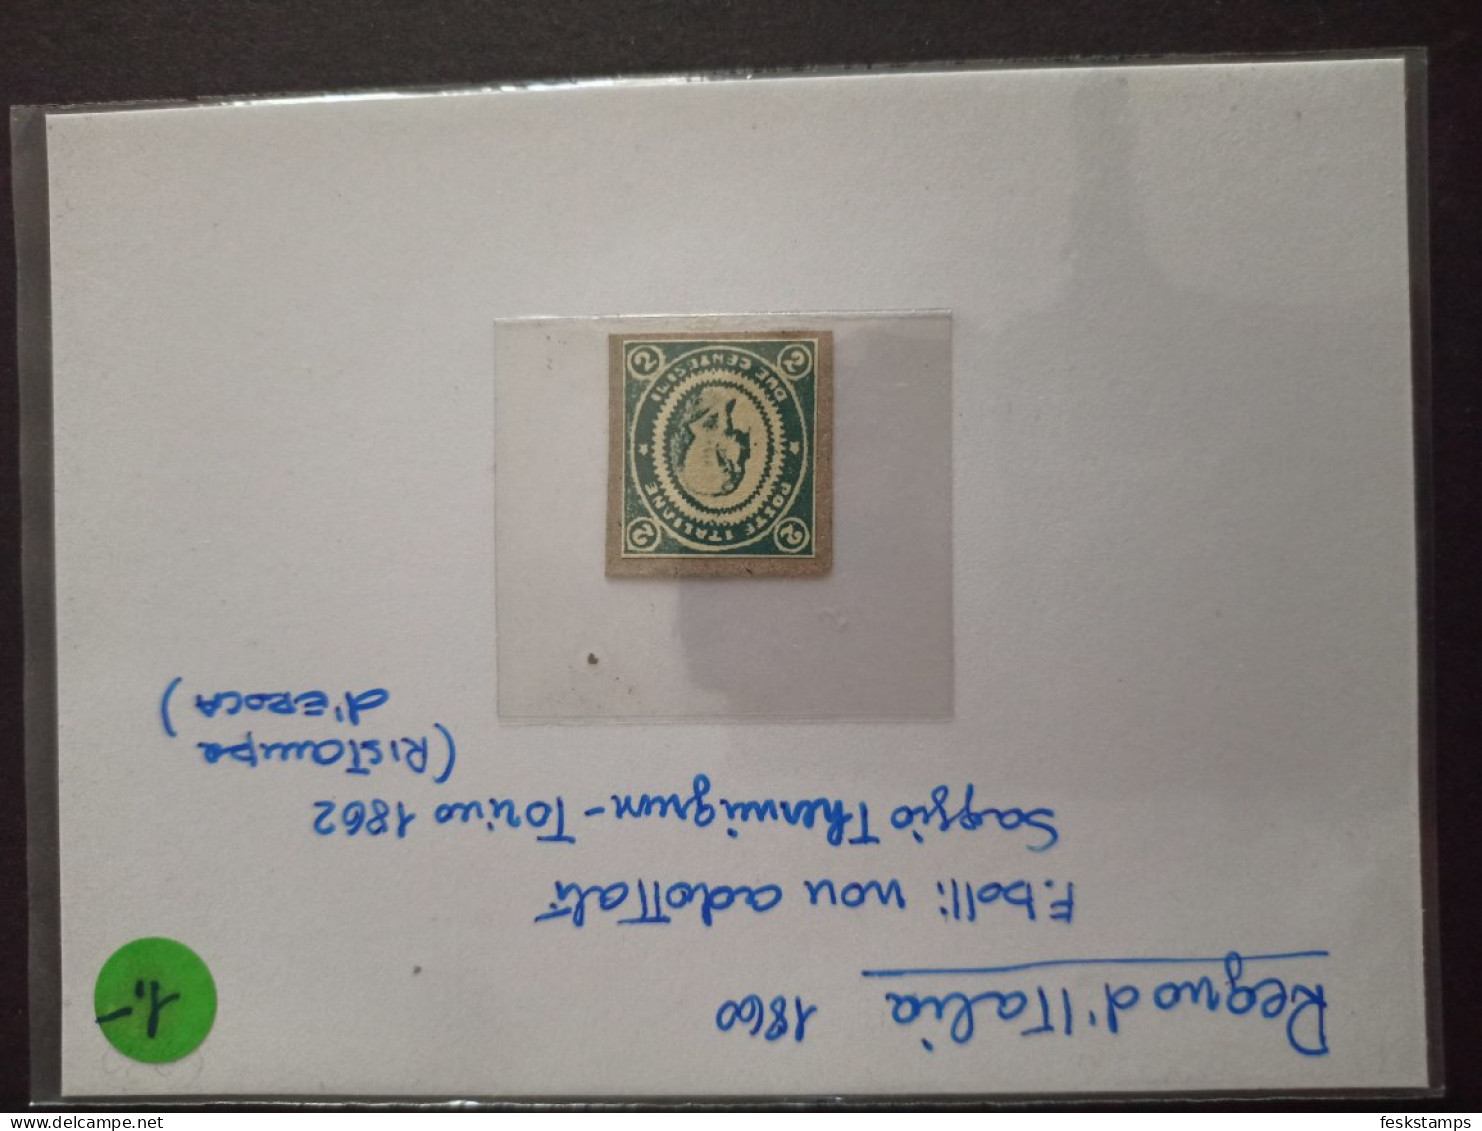 Regno d'Italia 1860
F.bolli non adottati
Saggio Thermignon - Torino 1862
(Ristampa
d'EPOCA)
1,-
POSTE ITALIANE
DUE CENTESIMI
2 2
2 2
feskstamps